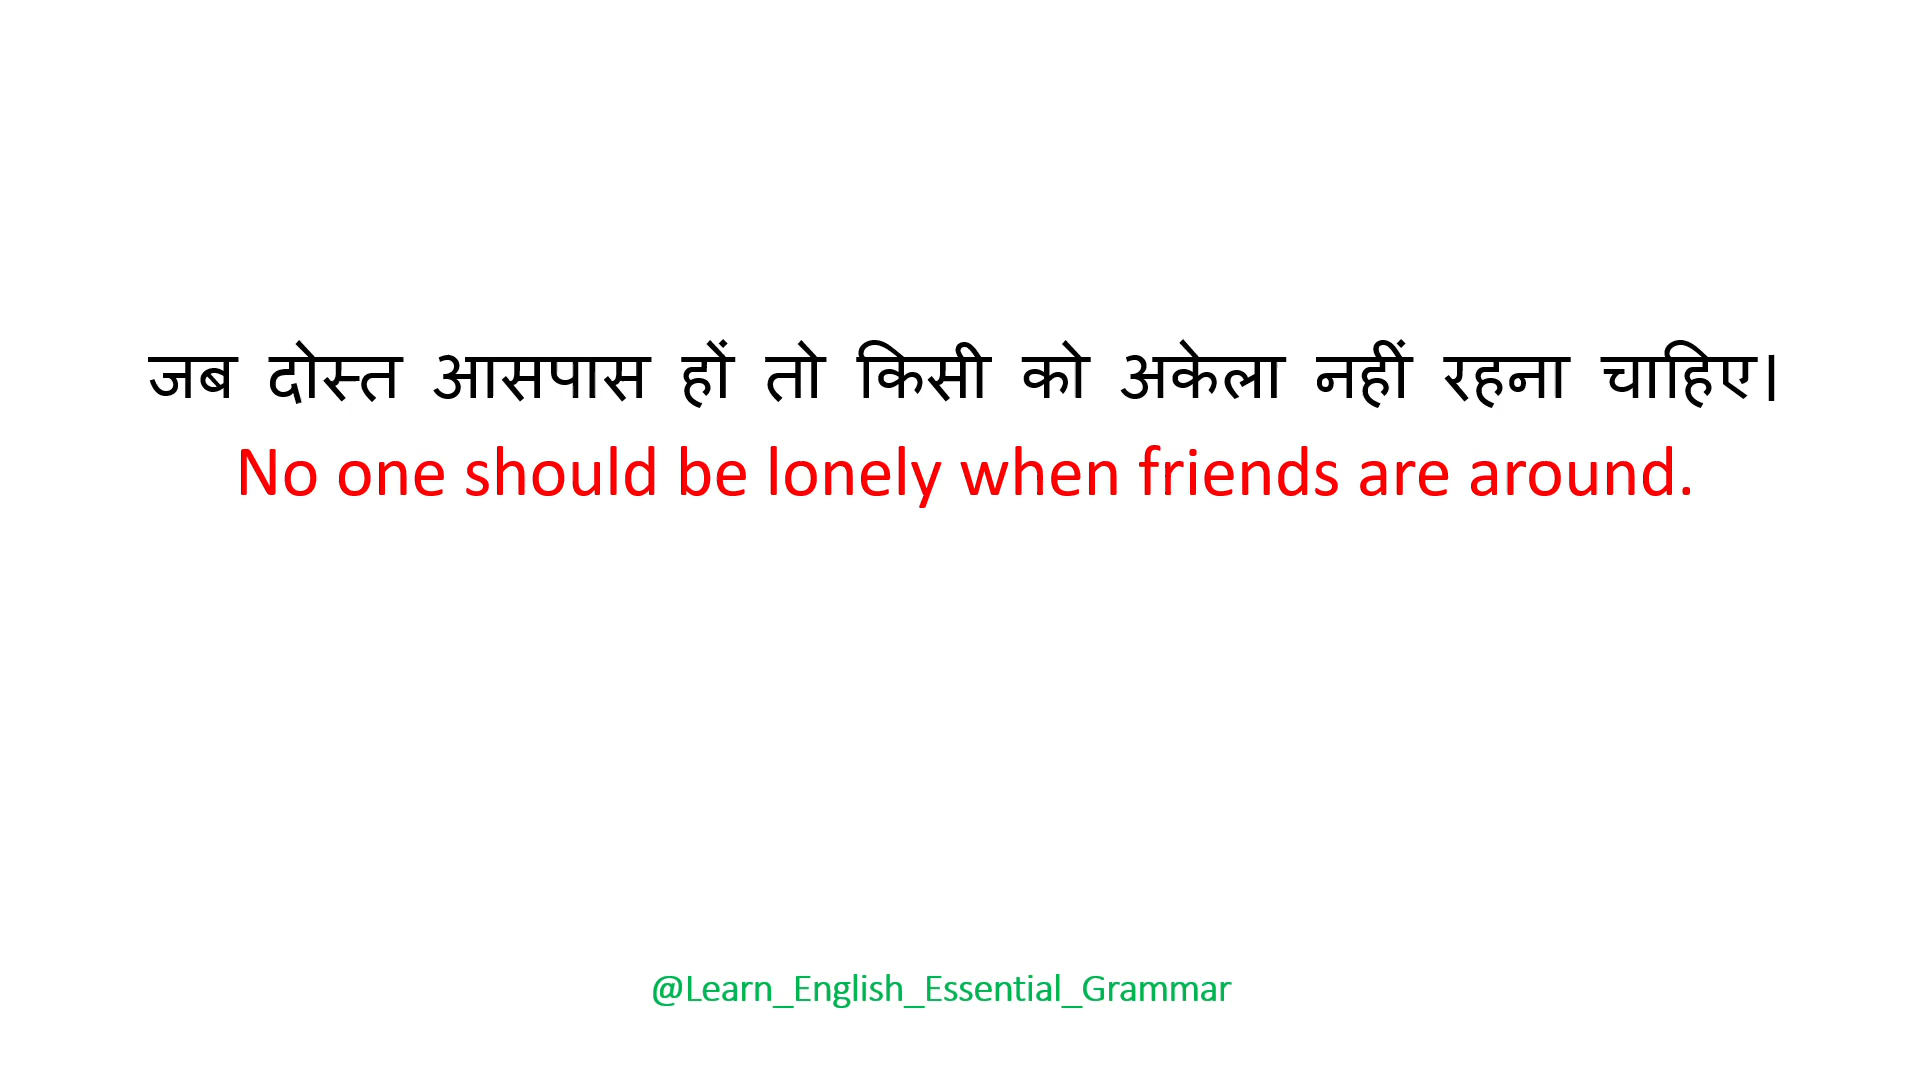 जब दोस्त आसपास हों तो किसी को अकेला नहीं रहना चाहिए।
No one should be lonely when friends are around.
@Learn_English_Essential_Grammar